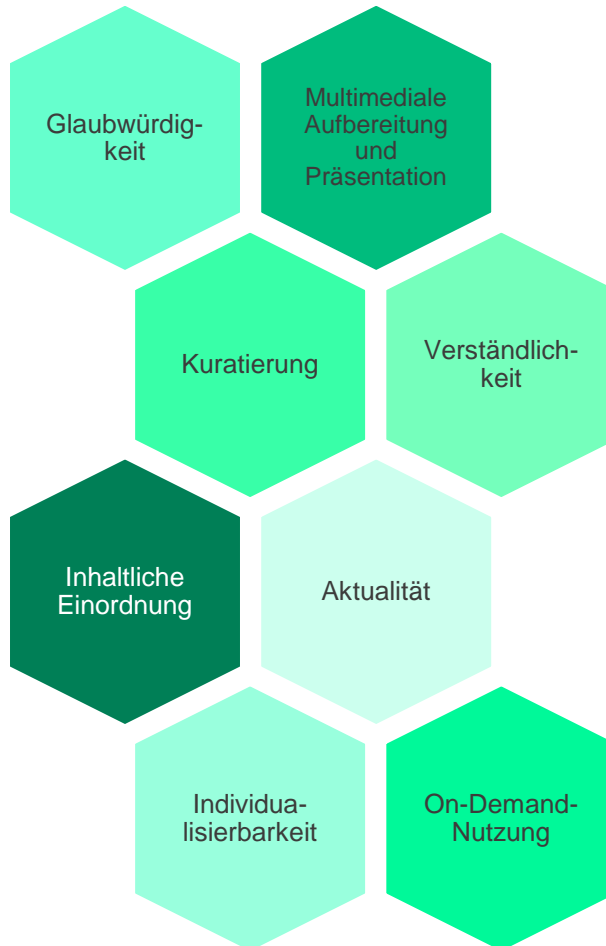 Glaubwürdig-
keit
Multimediale
Aufbereitung
und
Präsentation
Kuratierung
Verständlich-
keit
Inhaltliche
Einordnung
Aktualität
Individua-
lisierbarkeit
On-Demand-
Nutzung